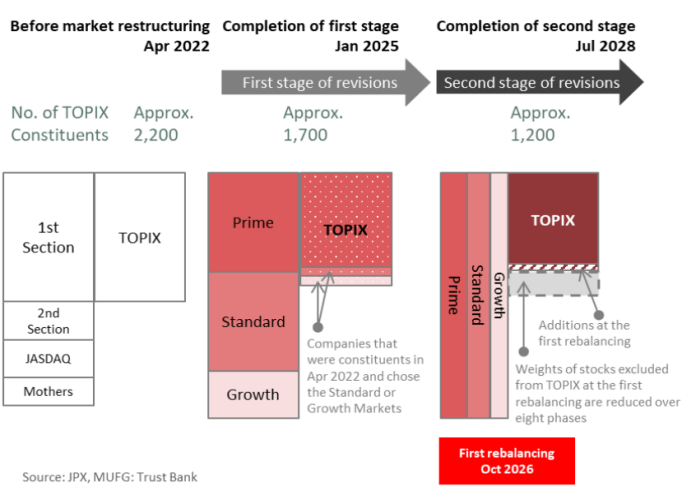 Before market restructuring
Apr 2022
Completion of first stage
Jan 2025
Completion of second stage
Jul 2028
First stage of revisions
Second stage of revisions
No. of TOPIX
Constituents
Approx.
2,200
Approx.
1,700
Approx.
1,200
1st
Section
TOPIX
2nd
Section
JASDAQ
Mothers
Prime
TOPIX
Standard
Growth
Companies that
were constituents in
Apr 2022 and chose
the Standard or
Growth Markets
Prime
Standard
Growth
TOPIX
Additions at the
first rebalancing
Weights of stocks excluded
from TOPIX at the first
rebalancing are reduced over
eight phases
First rebalancing
Oct 2026
Source: JPX, MUFG: Trust Bank